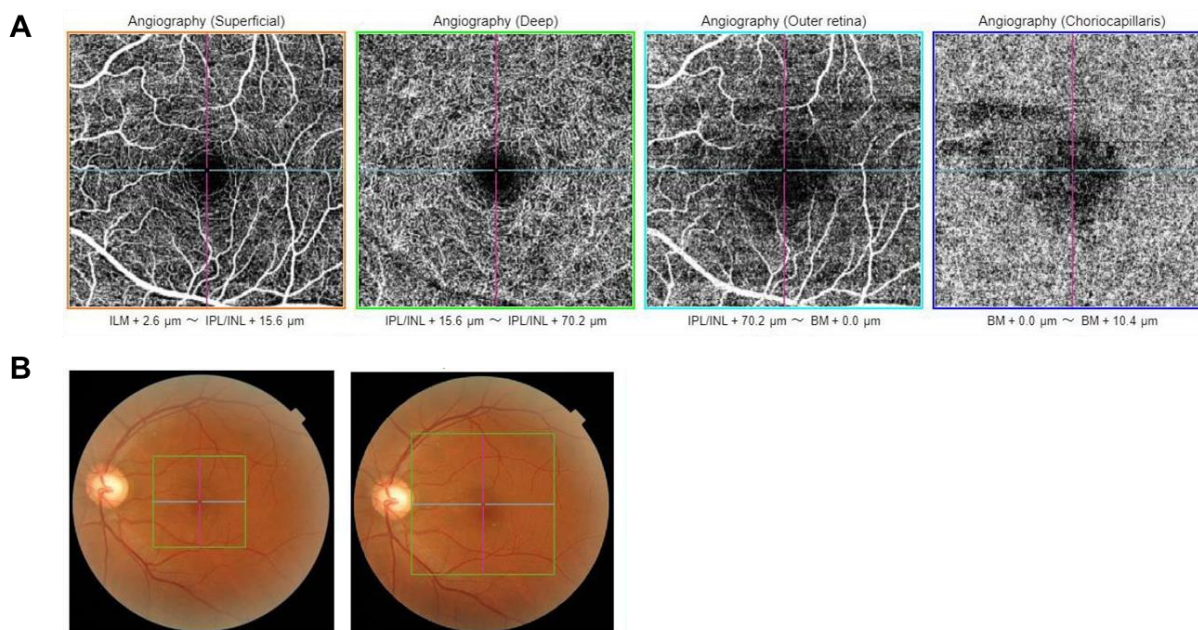 A
Angiography (Superficial)
Angiography (Deep)
Angiography (Outer retina)
Angiography (Choriocapillaris)
ILM + 2.6 μm ~ IPL/INL + 15.6 μm
IPL/INL + 15.6 μm ~ IPL/INL + 70.2 μm
IPL/INL + 70.2 μm ~ BM + 0.0 μm
BM + 0.0 μm ~ BM + 10.4 μm
B